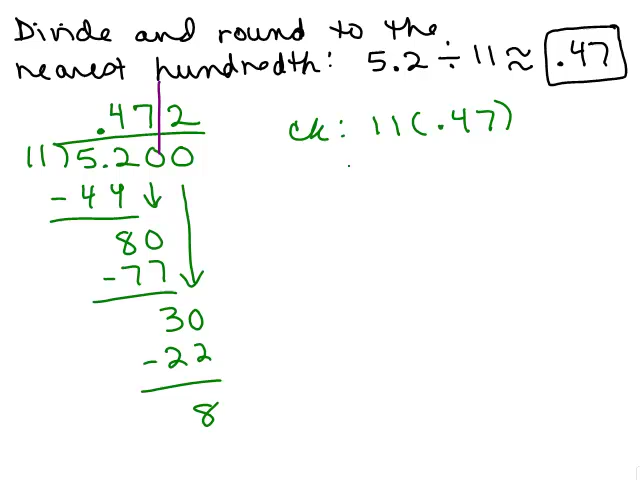 Divide and round to the
nearest hundredth: 5.2 ÷ 11 ≈ .47
.472
11)5.200
ck: 11(.47)
- 44
80
- 77
30
- 22
8